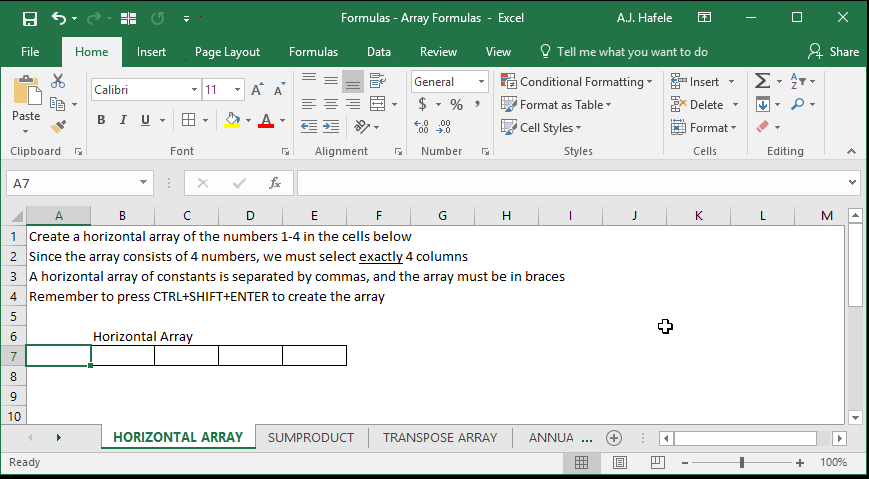 Formulas - Array Formulas - Excel
A.J. Hafele
File Home Insert Page Layout Formulas Data Review View Tell me what you want to do Share
Paste
Calibri 11
B I U A
General
$ % ,
Conditional Formatting
Format as Table
Cell Styles
Insert
Delete
Format
Clipboard Font Alignment Number Styles Cells Editing
A7 fx
A B C D E F G H I J K L M
1 Create a horizontal array of the numbers 1-4 in the cells below
2 Since the array consists of 4 numbers, we must select exactly 4 columns
3 A horizontal array of constants is separated by commas, and the array must be in braces
4 Remember to press CTRL+SHIFT+ENTER to create the array
5
6 Horizontal Array
7
8
9
10
HORIZONTAL ARRAY SUMPRODUCT TRANSPOSE ARRAY ANNUA ...
Ready 100%